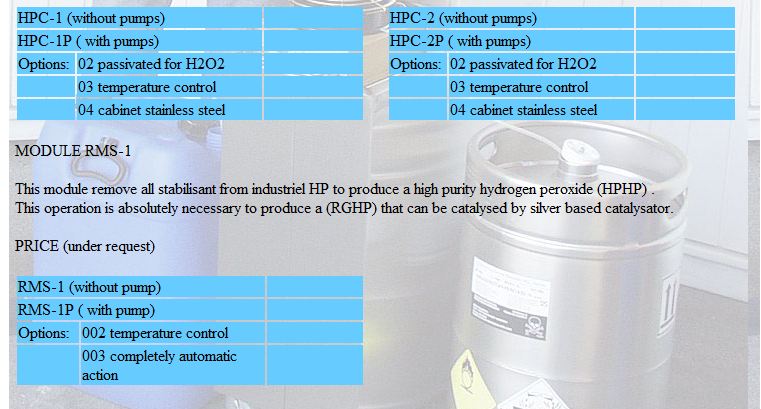 HPC-1 (without pumps)
HPC-1P ( with pumps)
Options: 02 passivated for H2O2
03 temperature control
04 cabinet stainless steel
HPC-2 (without pumps)
HPC-2P ( with pumps)
Options: 02 passivated for H2O2
03 temperature control
04 cabinet stainless steel
MODULE RMS-1
This module remove all stabilisant from industriel HP to produce a high purity hydrogen peroxide (HPHP) .
This operation is absolutely necessary to produce a (RGHP) that can be catalysed by silver based catalysator.
PRICE (under request)
RMS-1 (without pump)
RMS-1P ( with pump)
Options: 002 temperature control
003 completely automatic
action